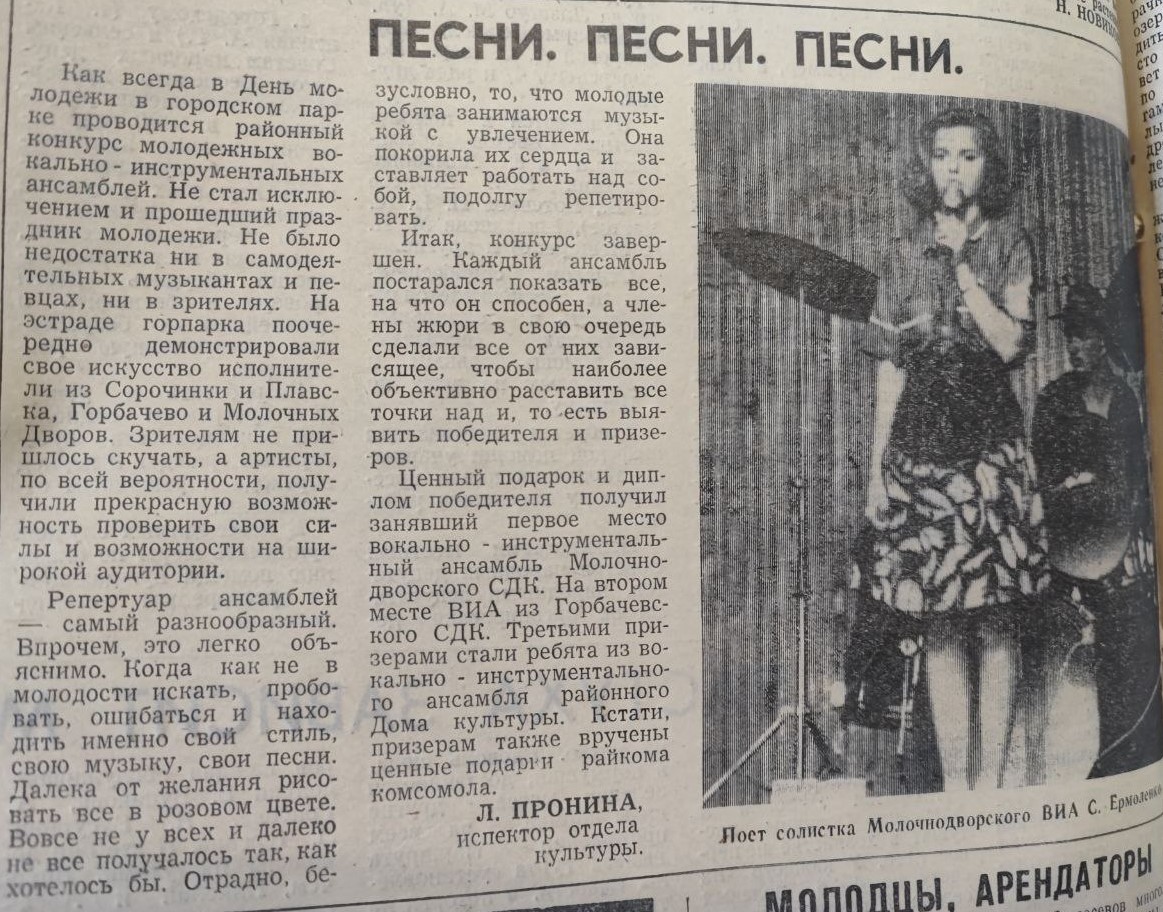 ПЕСНИ. ПЕСНИ. ПЕСНИ.
Как всегда в День мо-
лодежи в городском пар-
ке проводится районный
конкурс молодежных во-
кально - инструментальных
ансамблей. Не стал исклю-
чением и прошедший праз-
дник молодежи. Не было
недостатка ни в самодея-
тельных музыкантах и пе-
вцах, ни в зрителях. На
эстраде горпарка пооче-
редно демонстрировали
свое искусство исполните-
ли из Сорочинки и Плавс-
ка, Горбачево и Молочных
Дворов. Зрителям не при-
шлось скучать, а артисты,
по всей вероятности, полу-
чили прекрасную возмож-
ность проверить свои си-
лы и возможности на ши-
рокой аудитории.
Репертуар ансамблей
— самый разнообразный.
Впрочем, это легко объ-
яснимо. Когда как не в
молодости искать, пробо-
вать, ошибаться и нахо-
дить именно свой стиль,
свою музыку, свои песни.
Далека от желания рисо-
вать все в розовом цвете.
Вовсе не у всех и далеко
не все получалось так, как
хотелось бы. Отрадно, бе-
зусловно, то, что молодые
ребята занимаются музы-
кой с увлечением. Она
покорила их сердца и за-
ставляет работать над со-
бой, подолгу репетиро-
вать.
Итак, конкурс завер-
шен. Каждый ансамбль
постарался показать все,
на что он способен, а чле-
ны жюри в свою очередь
сделали все от них зави-
сящее, чтобы наиболее
объективно расставить все
точки над и, то есть выя-
вить победителя и призе-
ров.
Ценный подарок и дип-
лом победителя получил
занявший первое место
вокально - инструменталь-
ный ансамбль Молочно-
дворского СДК. На втором
месте ВИА из Горбачевс-
кого СДК. Третьими при-
зерами стали ребята из во-
кально - инструментально-
го ансамбля районного
Дома культуры. Кстати,
призерам также вручены
ценные подарки райкома
комсомола.
Л. ПРОНИНА,
испектор отдела
культуры.
Поет солистка Молочнодворского ВИА С. Ермоленко
МОЛОДЦЫ, АРЕНДАТОРЫ